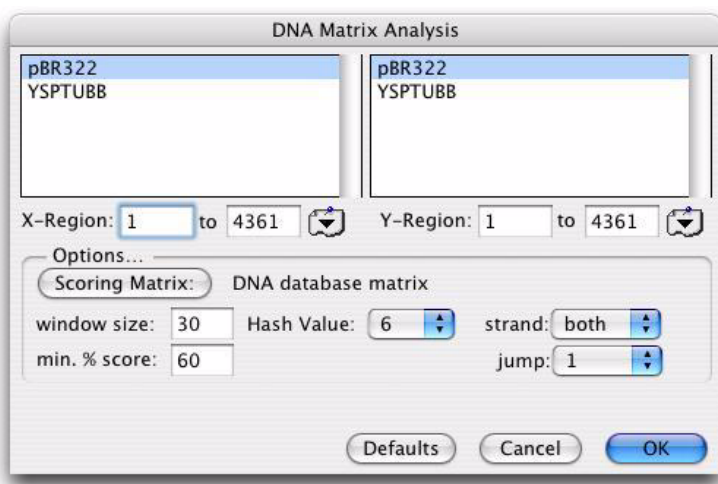 DNA Matrix Analysis
pBR322 pBR322
YSPTUBB YSPTUBB
X-Region: 1 to 4361 Y-Region: 1 to 4361
Options...
Scoring Matrix: DNA database matrix
window size: 30 Hash Value: 6 strand: both
min. % score: 60 jump: 1
Defaults Cancel OK